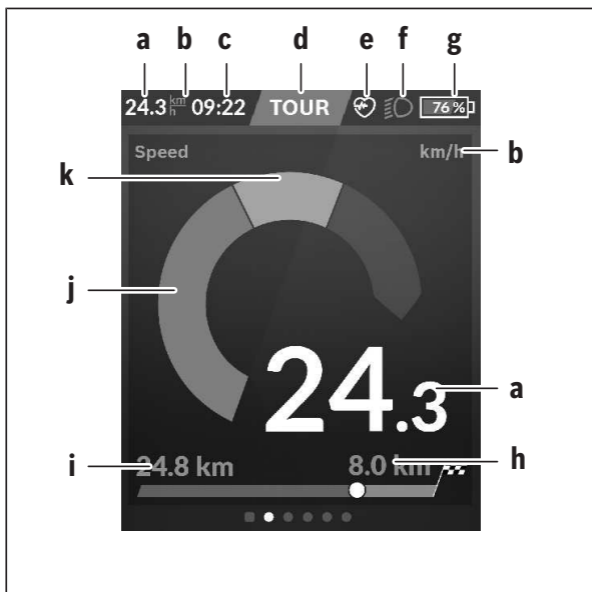 a b c d e f g
24.3 km/h 09:22 TOUR 76 %
Speed km/h b
k
j
24.3 a
i 24.8 km 8.0 km h